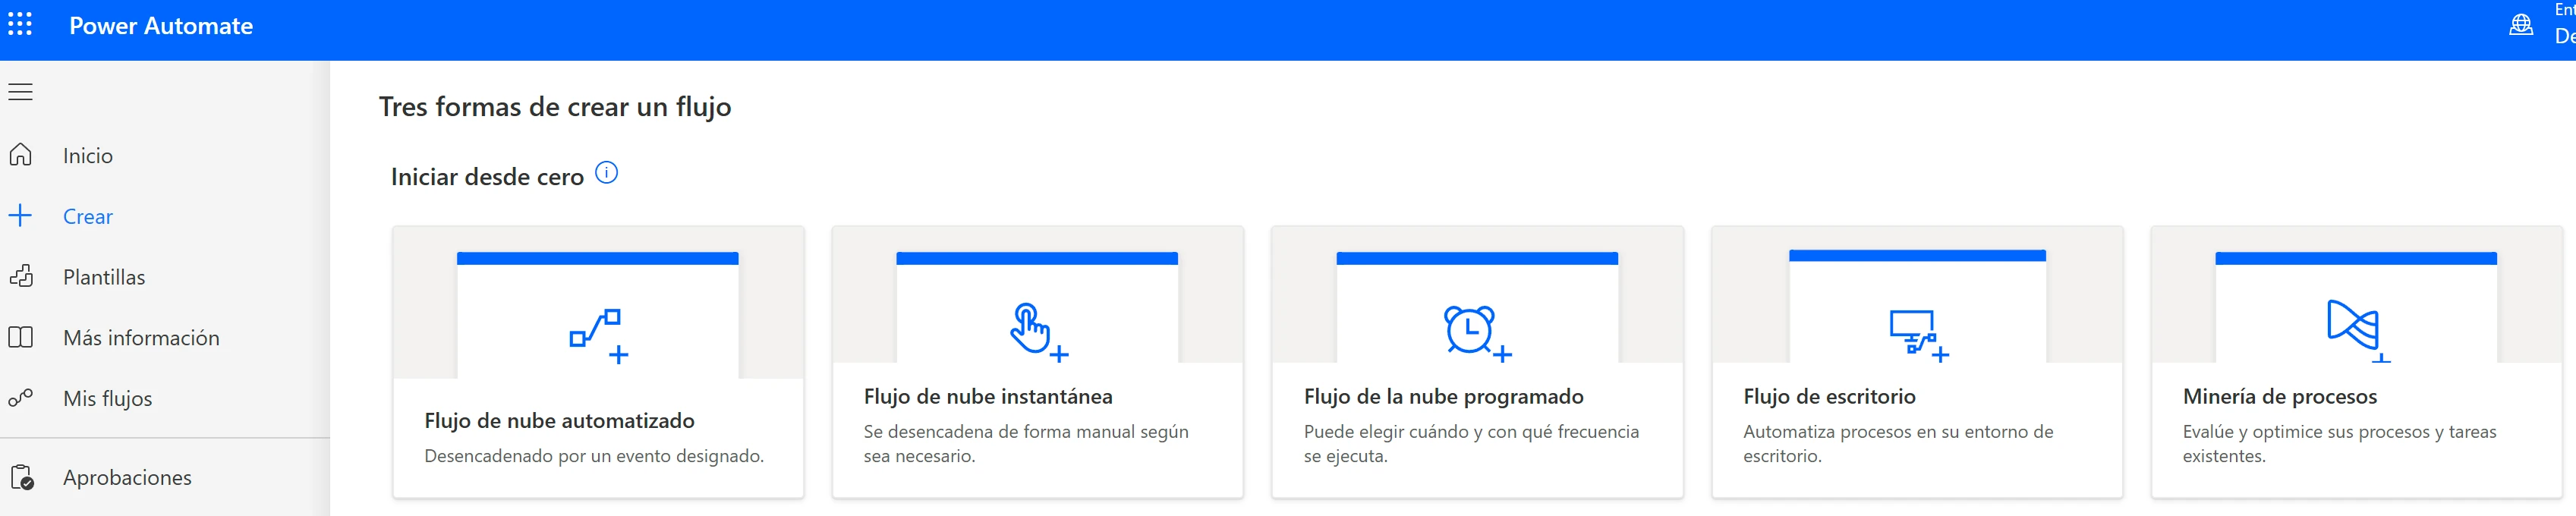 Power Automate
Inicio
Crear
Plantillas
Más información
Mis flujos
Aprobaciones
Tres formas de crear un flujo
Iniciar desde cero
Flujo de nube automatizado
Desencadenado por un evento designado.
Flujo de nube instantánea
Se desencadena de forma manual según
sea necesario.
Flujo de la nube programado
Puede elegir cuándo y con qué frecuencia
se ejecuta.
Flujo de escritorio
Automatiza procesos en su entorno de
escritorio.
Minería de procesos
Evalúe y optimice sus procesos y tareas
existentes.